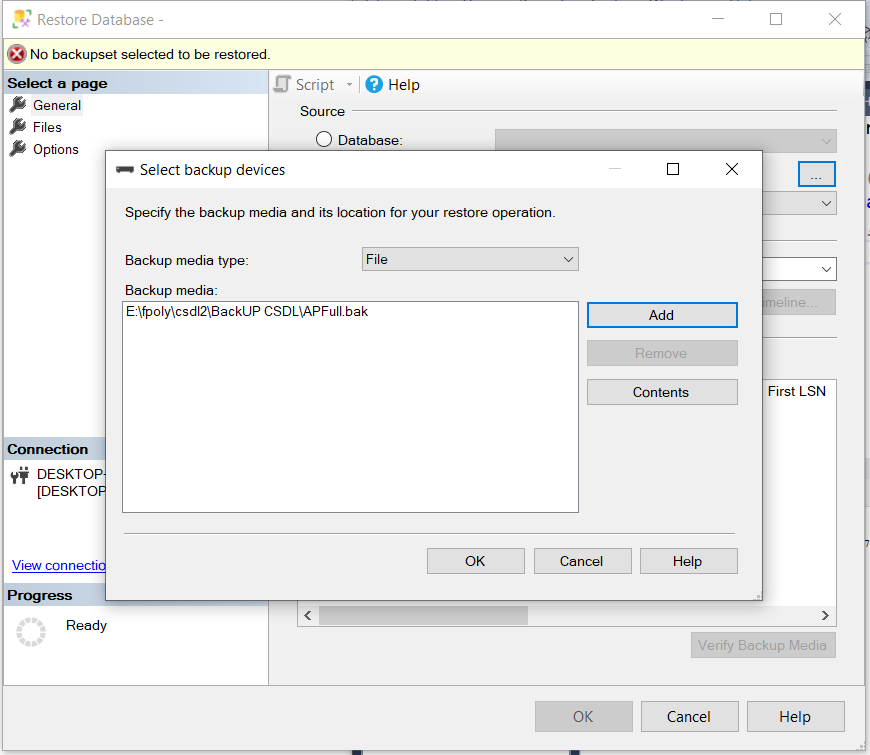 Restore Database -
No backupset selected to be restored.
Select a page
General
Files
Options
Script
Help
Source
Database:
...
Select backup devices
Specify the backup media and its location for your restore operation.
Backup media type:
File
Backup media:
E:\fpoly\csdl2\BackUP CSDL\APFull.bak
Add
Remove
Contents
OK
Cancel
Help
imeline...
First LSN
Connection
DESKTOP-
[DESKTOP
View connectio
Progress
Ready
Verify Backup Media
OK
Cancel
Help